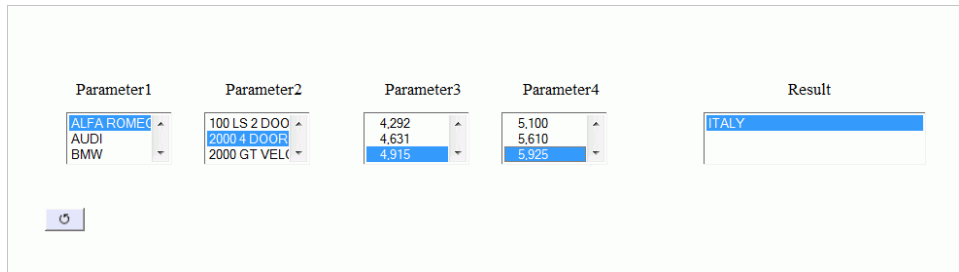 Parameter1 Parameter2 Parameter3 Parameter4 Result
ALFA ROMEO 100 LS 2 DOO 4,292 5,100 ITALY
AUDI 2000 4 DOOR 4,631 5,610
BMW 2000 GT VELO 4,915 5,925